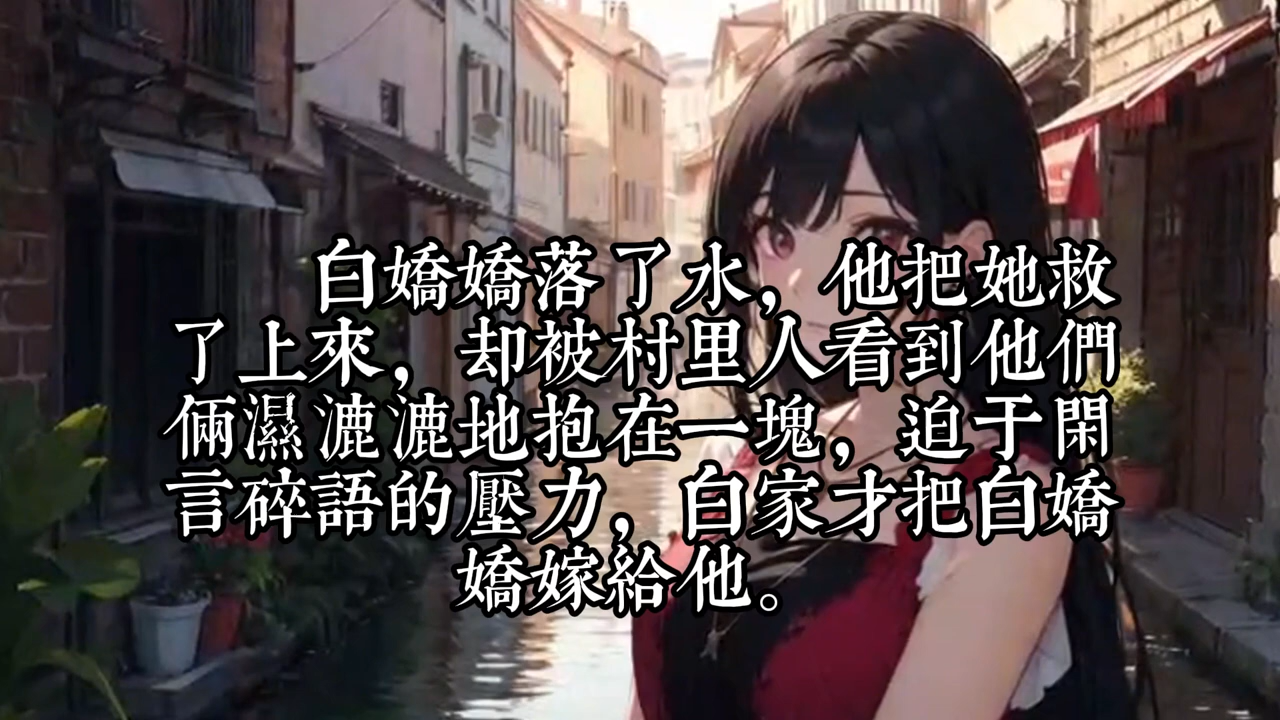 白嬌嬌落了水，他把她救
了上來，却被村里人看到他們
倆濕漉漉地抱在一塊，迫于閑
言碎語的壓力，白家才把白嬌
嬌嫁給他。